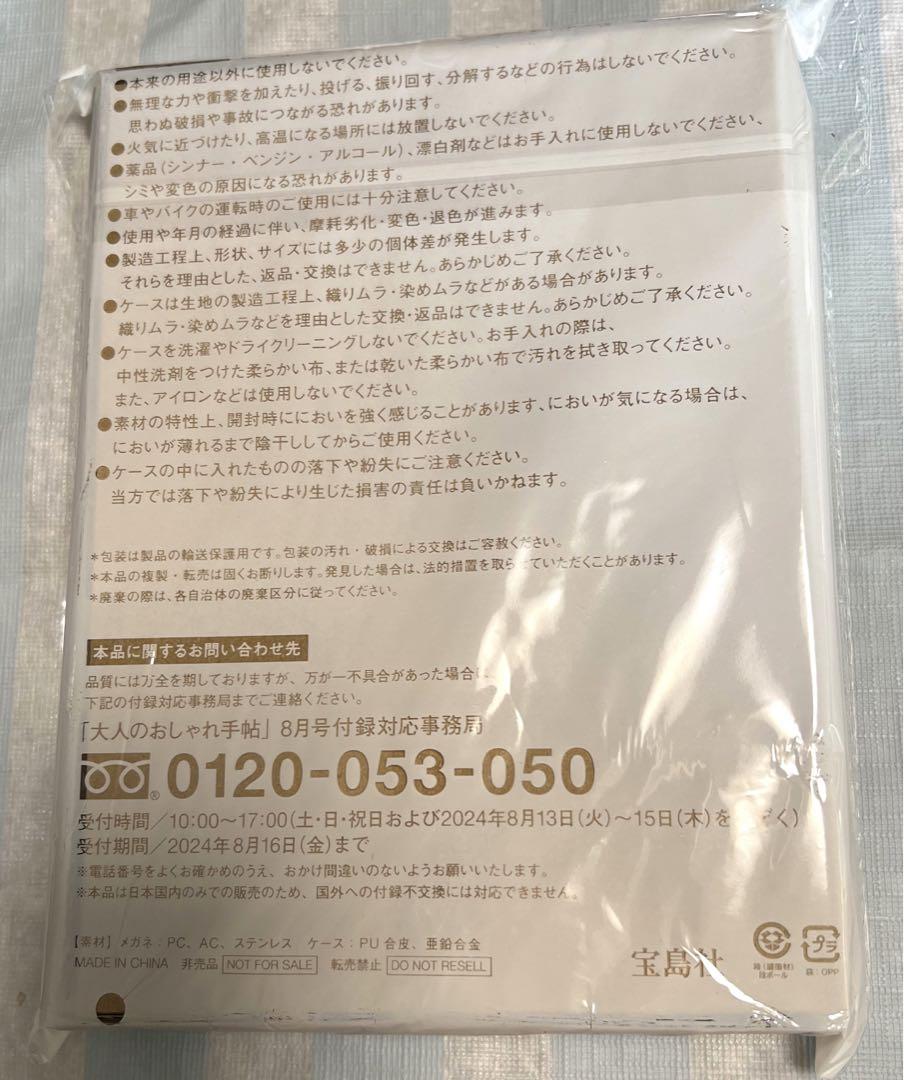 ●本来の用途以外に使用しないでください。
●無理な力や衝撃を加えたり、投げる、振り回す、分解するなどの行為はしないでください。
思わぬ破損や事故につながる恐れがあります。
●火気に近づけたり、高温になる場所には放置しないでください。
●薬品(シンナー・ベンジン・アルコール)、漂白剤などはお手入れに使用しないでください、
シミや変色の原因になる恐れがあります。
●車やバイクの運転時のご使用には十分注意してください。
●使用や年月の経過に伴い、摩耗劣化・変色・退色が進みます。
●製造工程上、形状、サイズには多少の個体差が発生します。
それらを理由とした、返品・交換はできません。あらかじめご了承ください。
●ケースは生地の製造工程上、織りムラ・染めムラなどがある場合があります。
織りムラ・染めムラなどを理由とした交換・返品はできません。あらかじめご了承ください。
●ケースを洗濯やドライクリーニングしないでください。お手入れの際は、
中性洗剤をつけた柔らかい布、または乾いた柔らかい布で汚れを拭き取ってください。
また、アイロンなどは使用しないでください。
●素材の特性上、開封時ににおいを強く感じることがあります、においが気になる場合は、
においが薄れるまで陰干ししてからご使用ください。
●ケースの中に入れたものの落下や紛失にご注意ください。
当方では落下や紛失により生じた損害の責任は負いかねます。
*包装は製品の輸送保護用です。包装の汚れ・破損による交換はご容赦ください。
*本品の複製・転売は固くお断りします。発見した場合は、法的措置を取らせていただくことがあります。
*廃棄の際は、各自治体の廃棄区分に従ってください。
本品に関するお問い合わせ先
品質には万全を期しておりますが、万が一不具合があった場合は、
下記の付録対応事務局までご連絡ください。
「大人のおしゃれ手帖」8月号付録対応事務局
0120-053-050
受付時間/10:00〜17:00(土・日・祝日および2024年8月13日(火)〜15日(木)を ぞく)
受付期間/2024年8月16日(金)まで
※電話番号をよくお確かめのうえ、おかけ間違いのないようお願いいたします。
※本品は日本国内のみでの販売のため、国外への付録不交換には対応できません。
【素材】メガネ:PC、AC、ステンレス ケース:PU合皮、亜鉛合金
MADE IN CHINA 非売品 NOT FOR SALE 転売禁止 DO NOT RESELL
宝島社
箱(緩衝材)
段ボール
プラ
袋:OPP